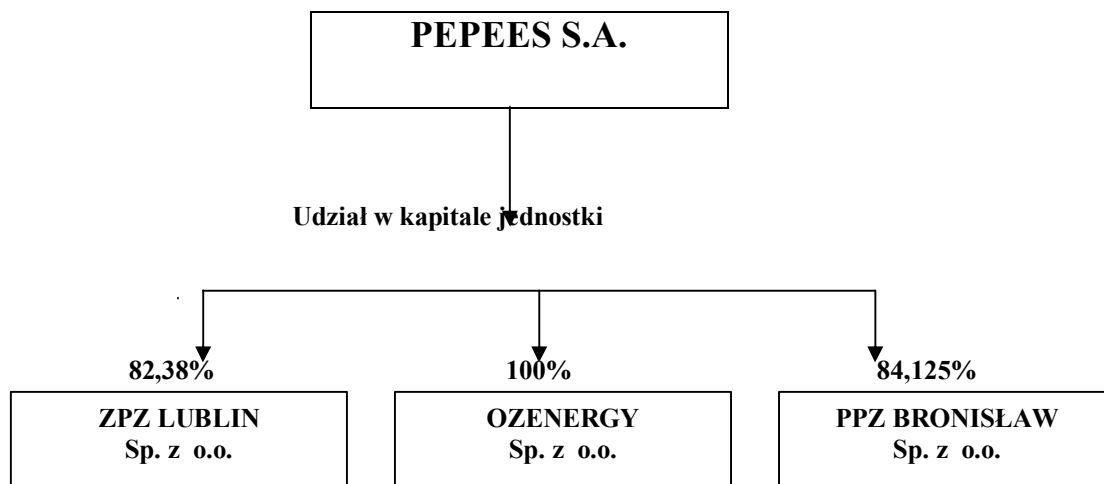 PEPEES S.A.
Udział w kapitale jednostki
82,38%
100%
84,125%
ZPZ LUBLIN
Sp. z o.o.
OZENERGY
Sp. z o.o.
PPZ BRONISŁAW
Sp. z o.o.